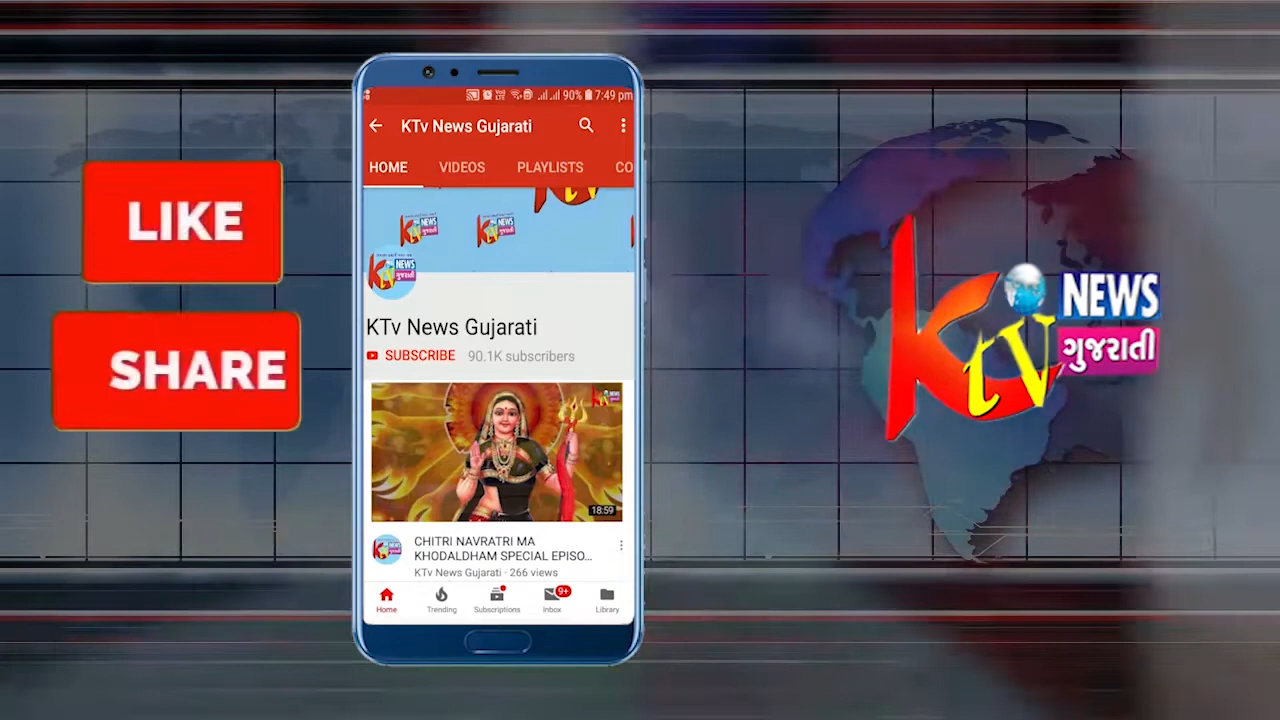 LIKE
SHARE
90% 7:49 pm
KTv News Gujarati
HOME VIDEOS PLAYLISTS CO
KTv News Gujarati
SUBSCRIBE 90.1K subscribers
18:59
CHITRI NAVRATRI MA
KHODALDHAM SPECIAL EPISO...
KTv News Gujarati · 266 views
9+
Home Trending Subscriptions Inbox Library
Ktv NEWS
ગુજરાતી